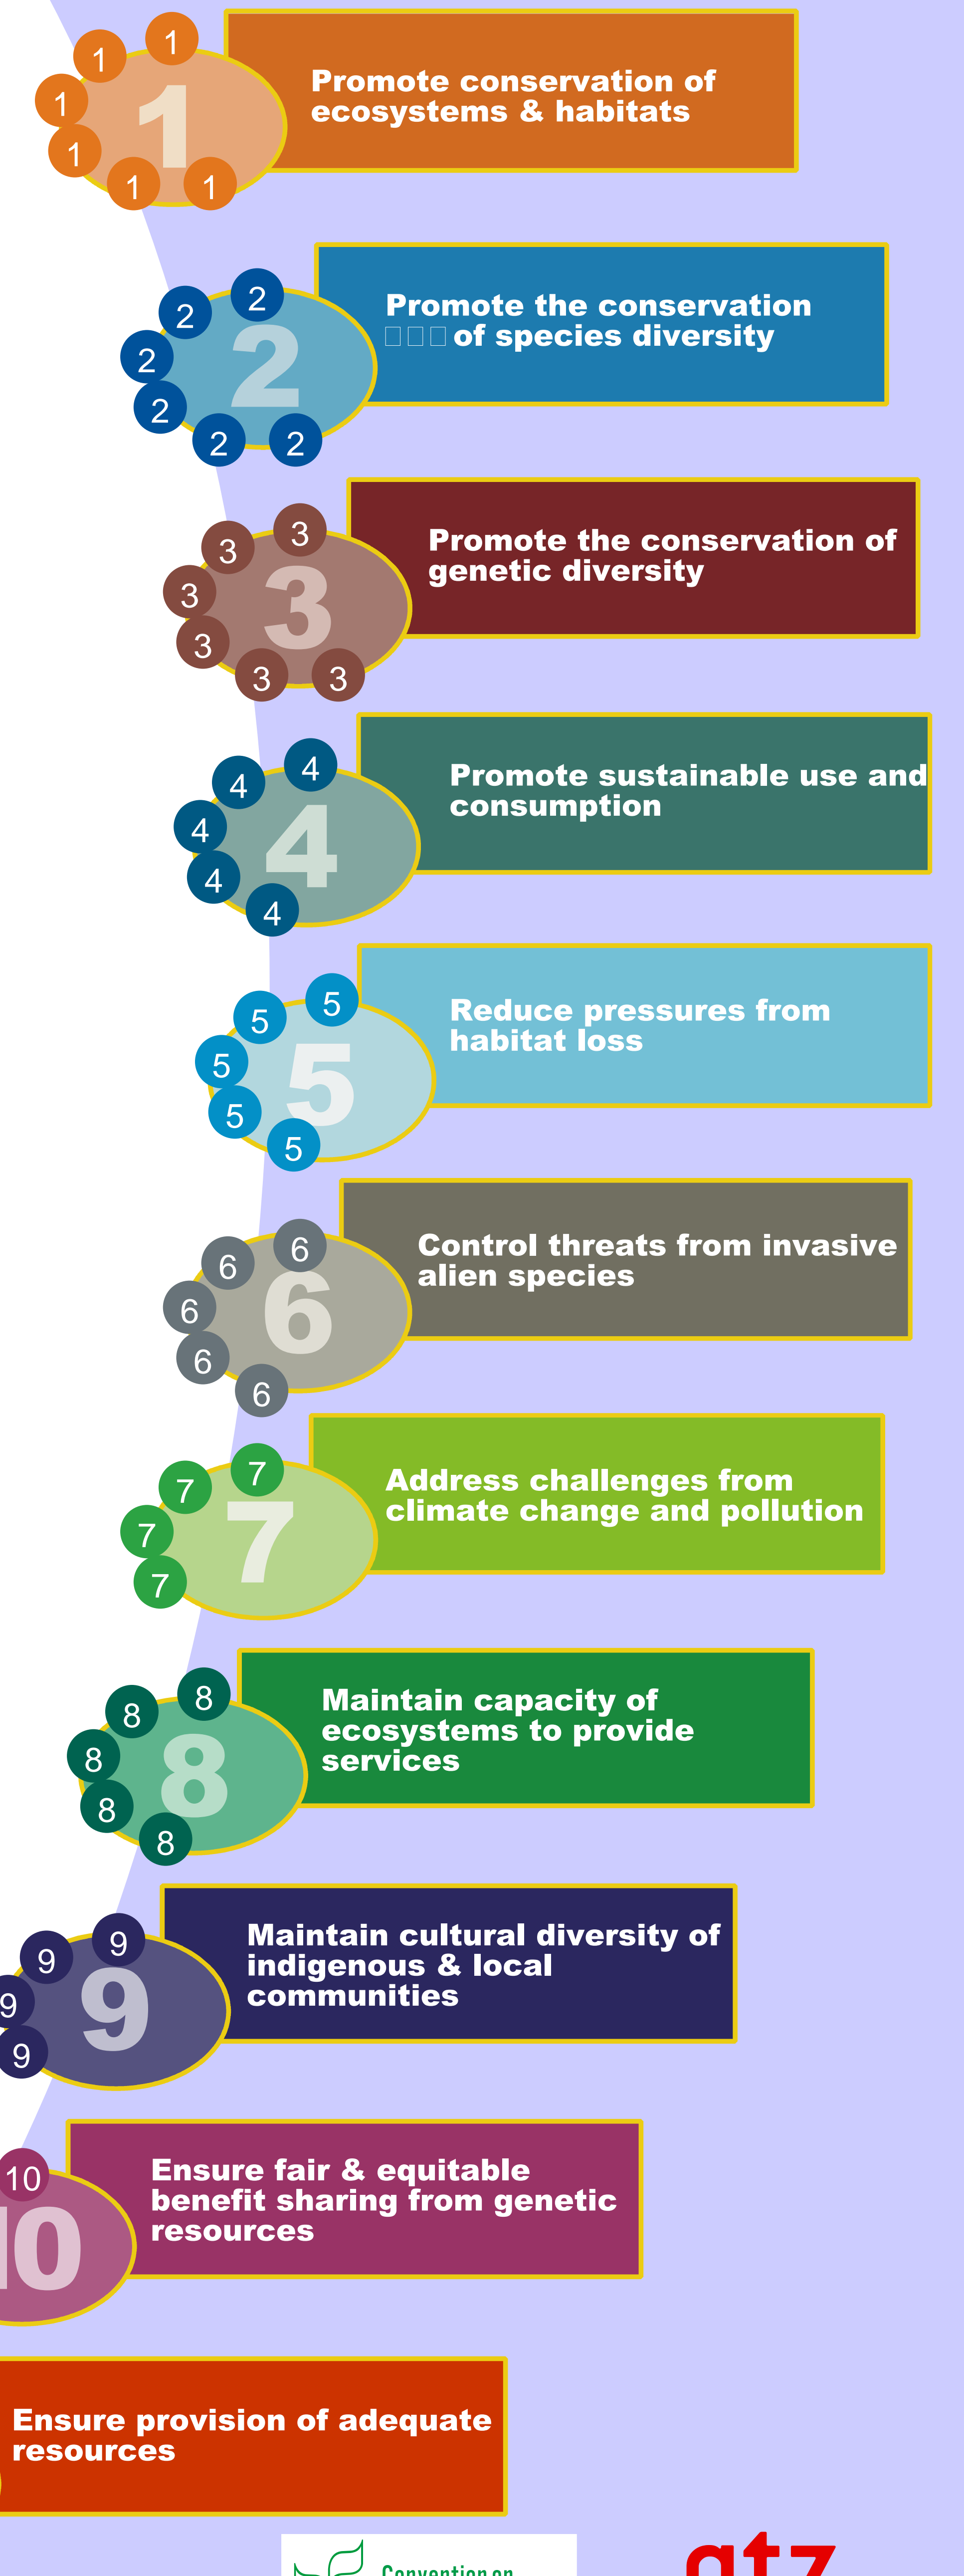 1
1
1
1
1
1
1
Promote conservation of
ecosystems & habitats
2
2
2
2
2
2
2
Promote the conservation
of species diversity
3
3
3
3
3
3
3
Promote the conservation of
genetic diversity
4
4
4
4
4
4
Promote sustainable use and
consumption
5
5
5
5
5
5
Reduce pressures from
habitat loss
6
6
6
6
6
6
Control threats from invasive
alien species
7
7
7
7
7
Address challenges from
climate change and pollution
8
8
8
8
8
8
Maintain capacity of
ecosystems to provide
services
9
9
9
9
9
Maintain cultural diversity of
indigenous & local
communities
10
10
Ensure fair & equitable
benefit sharing from genetic
resources
Ensure provision of adequate
resources
Convention on
gtz